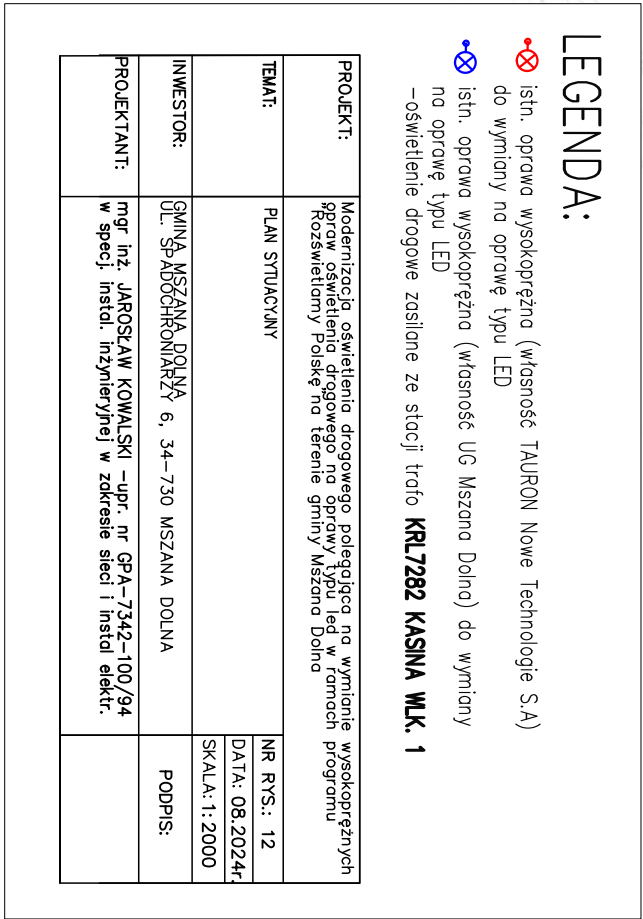 LEGENDA:
istn. oprawa wysokoprężna (własność TAURON Nowe Technologie S.A)
do wymiany na oprawę typu LED
istn. oprawa wysokoprężna (własność UG Mszana Dolna) do wymiany
na oprawę typu LED
-oświetlenie drogowe zasilane ze stacji trafo KRL7282 KASINA WLK. 1
PROJEKT:
Modernizacja oświetlenia drogowego polegająca na wymianie wysokoprężnych
opraw oświetlenia drogowego na oprawy typu led w ramach programu
„Rozświetlamy Polskę„na terenie gminy Mszana Dolna
TEMAT:
PLAN SYTUACYJNY
NR RYS.: 12
DATA: 08.2024r.
SKALA: 1: 2000
INWESTOR:
GMINA MSZANA DOLNA
UL. SPADOCHRONIARZY 6, 34-730 MSZANA DOLNA
PODPIS:
PROJEKTANT:
mgr inż. JAROSŁAW KOWALSKI -upr. nr GPA-7342-100/94
w specj. instal. inżynieryjnej w zakresie sieci i instal elektr.